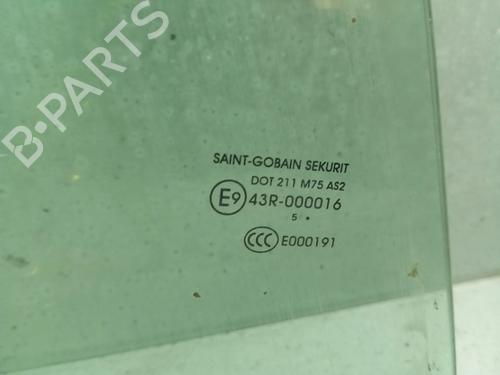 B-PARTS
SAINT-GOBAIN SEKURIT
DOT 211 M75 AS2
E9 43R-000016
5 •
CCC E000191